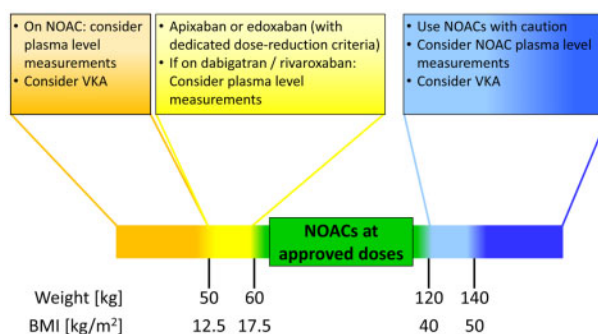 • On NOAC: consider
plasma level
measurements
• Consider VKA
• Apixaban or edoxaban (with
dedicated dose-reduction criteria)
• If on dabigatran / rivaroxaban:
Consider plasma level
measurements
• Use NOACs with caution
• Consider NOAC plasma level
measurements
• Consider VKA
NOACs at
approved doses
Weight [kg] 50 60 120 140
BMI [kg/m²] 12.5 17.5 40 50